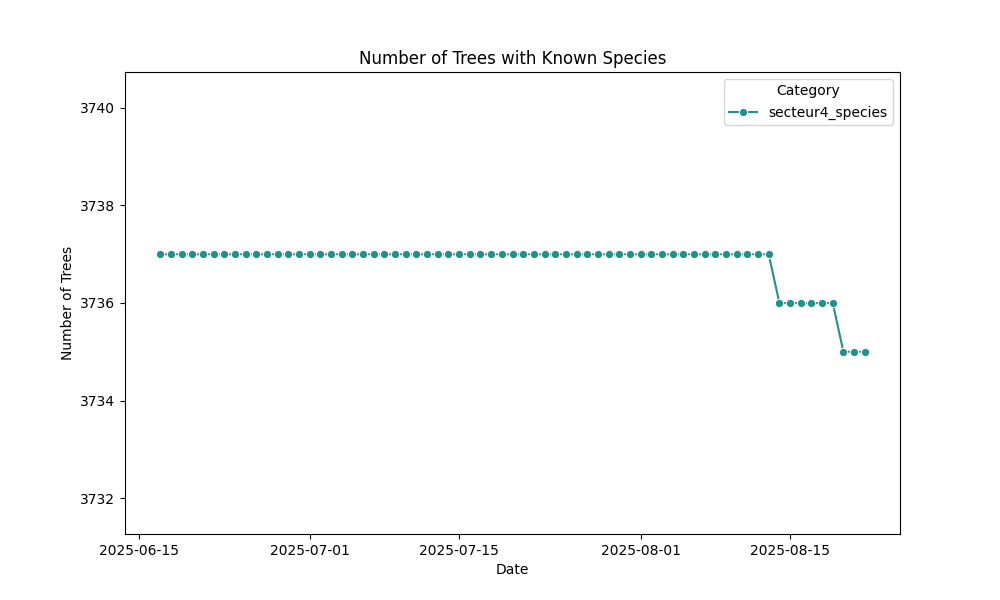 Number of Trees with Known Species
Category
secteur4_species
Number of Trees
3740
3738
3736
3734
3732
2025-06-15
2025-07-01
2025-07-15
2025-08-01
2025-08-15
Date